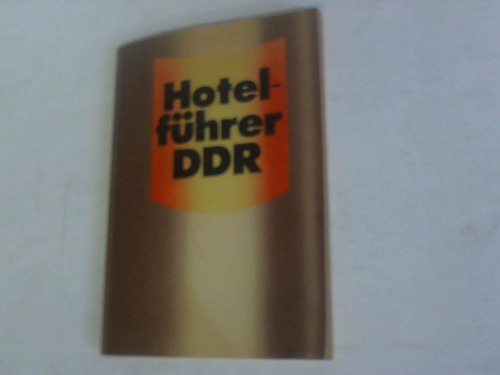 Hotel-
führer
DDR